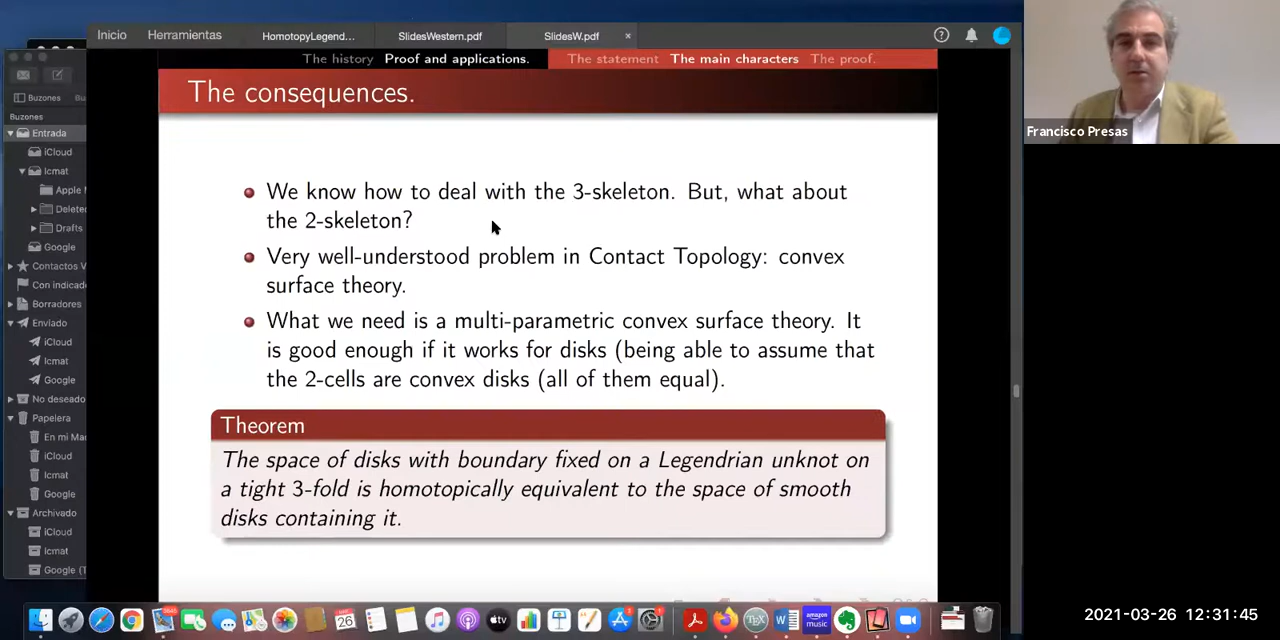 Inicio Herramientas HomotopyLegend... SlidesWestern.pdf SlidesW.pdf ×
The history Proof and applications. The statement The main characters The proof.
The consequences.
We know how to deal with the 3-skeleton. But, what about
the 2-skeleton?
Very well-understood problem in Contact Topology: convex
surface theory.
What we need is a multi-parametric convex surface theory. It
is good enough if it works for disks (being able to assume that
the 2-cells are convex disks (all of them equal).
Theorem
The space of disks with boundary fixed on a Legendrian unknot on
a tight 3-fold is homotopically equivalent to the space of smooth
disks containing it.
Buzones Bu
Buzones
Entrada
iCloud
Icmat
Apple M
Deleted
Drafts
Google
Contactos V
Con indicad
Borradores
Enviado
iCloud
Icmat
Google
No deseado
Papelera
En mi Mac
iCloud
Icmat
Google
Archivado
iCloud
Icmat
Google (T
Francisco Presas
26
tv
TEX
W
amazon
music
2021-03-26 12:31:45